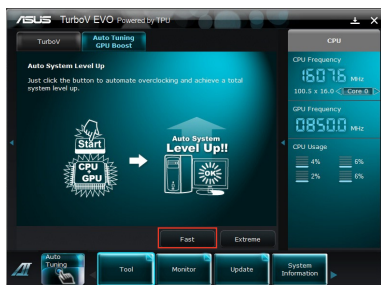 ASUS TurboV EVO Powered by TPU
TurboV
Auto Tuning
GPU Boost
Auto System Level Up
Just click the button to automate overclocking and achieve a total
system level up.
Start
CPU
+
GPU
Auto System
Level Up!!
OK
Fast
Extreme
CPU
CPU Frequency
1607.6 MHz
100.5 x 16.0 Core 0
GPU Frequency
0850.0 MHz
CPU Usage
4% 6%
2% 6%
Auto
Tuning
Tool
Monitor
Update
System
Information